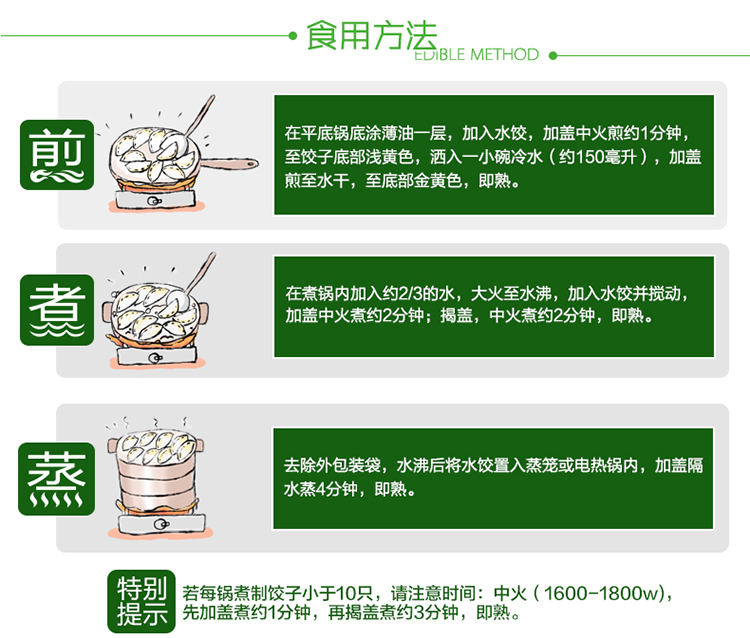 食用方法
EDIBLE METHOD
煎
在平底锅底涂薄油一层，加入水饺，加盖中火煎约1分钟，
至饺子底部浅黄色，洒入一小碗冷水（约150毫升），加盖
煎至水干，至底部金黄色，即熟。
煮
在煮锅内加入约2/3的水，大火至水沸，加入水饺并搅动，
加盖中火煮约2分钟；揭盖，中火煮约2分钟，即熟。
蒸
去除外包装袋，水沸后将水饺置入蒸笼或电热锅内，加盖隔
水蒸4分钟，即熟。
特别
提示
若每锅煮制饺子小于10只，请注意时间：中火（1600-1800w），
先加盖煮约1分钟，再揭盖煮约3分钟，即熟。